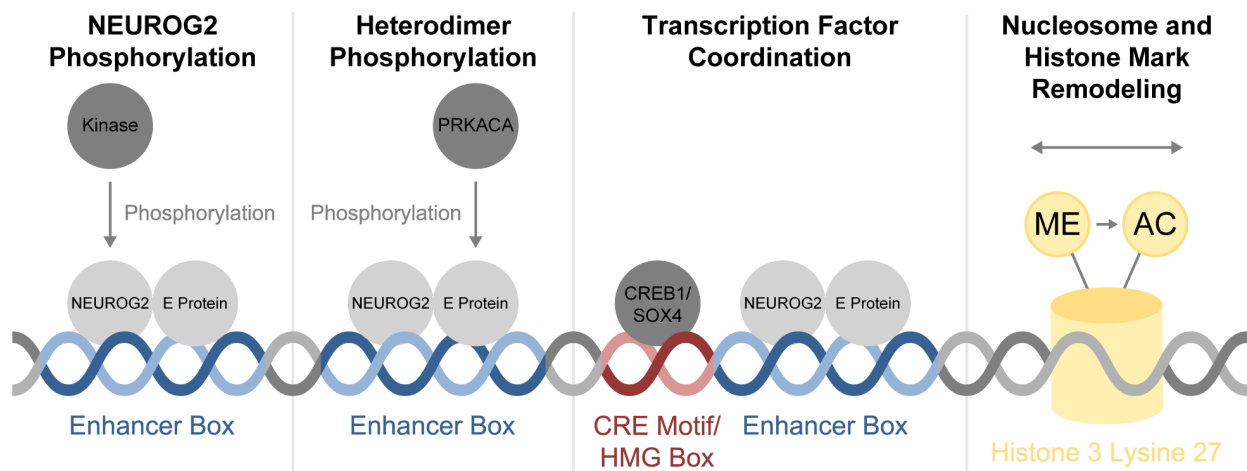 NEUROG2
Phosphorylation
Kinase
Phosphorylation
NEUROG2
E Protein
Enhancer Box
Heterodimer
Phosphorylation
PRKACA
Phosphorylation
NEUROG2
E Protein
Enhancer Box
Transcription Factor
Coordination
CREB1/
SOX4
NEUROG2
E Protein
CRE Motif/
HMG Box
Enhancer Box
Nucleosome and
Histone Mark
Remodeling
ME
AC
Histone 3 Lysine 27